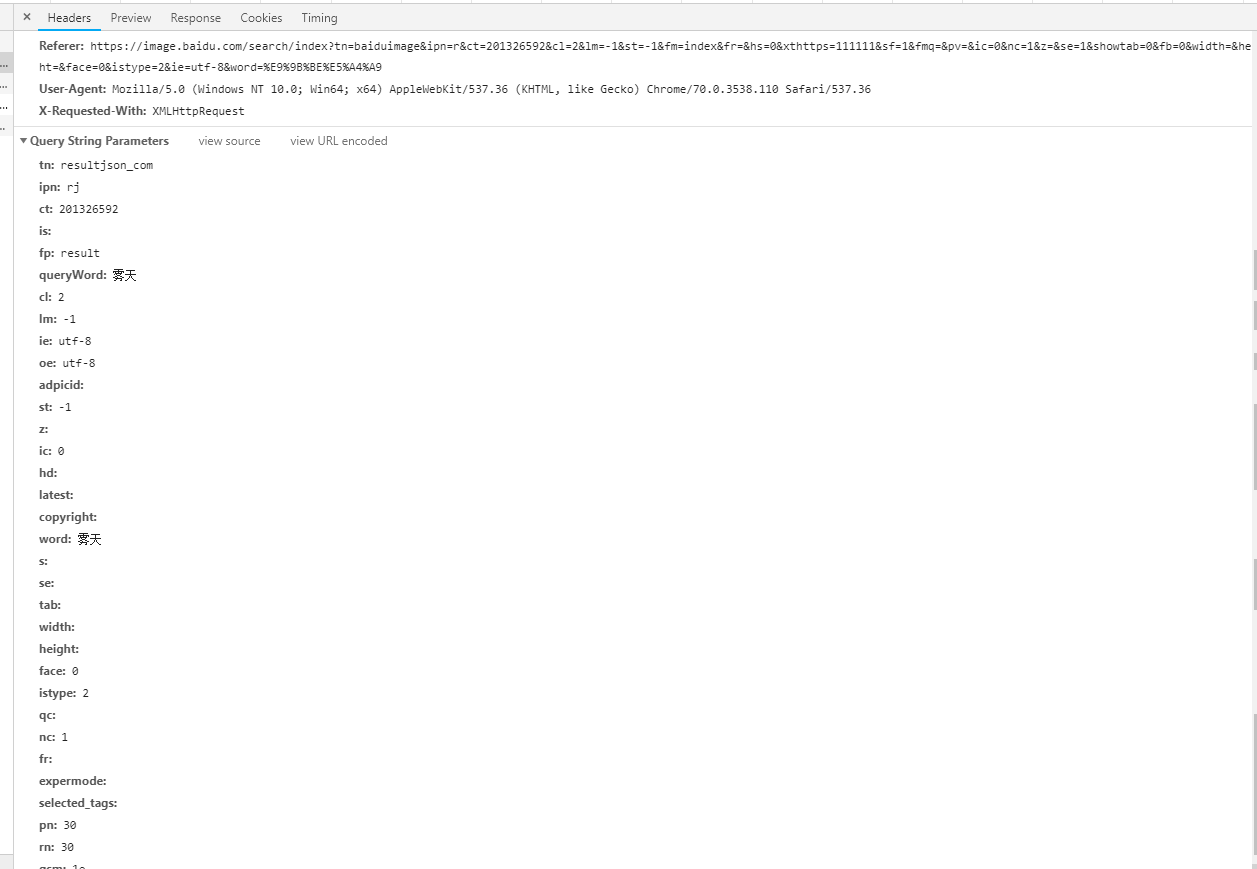 × Headers Preview Response Cookies Timing
Referer: https://image.baidu.com/search/index?tn=baiduimage&ipn=r&ct=201326592&cl=2&lm=-1&st=-1&fm=index&fr=&hs=0&xthttps=111111&sf=1&fmq=&pv=&ic=0&nc=1&z=&se=1&showtab=0&fb=0&width=&he
ht=&face=0&istype=2&ie=utf-8&word=%E9%9B%BE%E5%A4%A9
User-Agent: Mozilla/5.0 (Windows NT 10.0; Win64; x64) AppleWebKit/537.36 (KHTML, like Gecko) Chrome/70.0.3538.110 Safari/537.36
X-Requested-With: XMLHttpRequest
▼ Query String Parameters view source view URL encoded
tn: resultjson_com
ipn: rj
ct: 201326592
is:
fp: result
queryWord: 雾天
cl: 2
lm: -1
ie: utf-8
oe: utf-8
adpicid:
st: -1
z:
ic: 0
hd:
latest:
copyright:
word: 雾天
s:
se:
tab:
width:
height:
face: 0
istype: 2
qc:
nc: 1
fr:
expermode:
selected_tags:
pn: 30
rn: 30
gsm: 1e